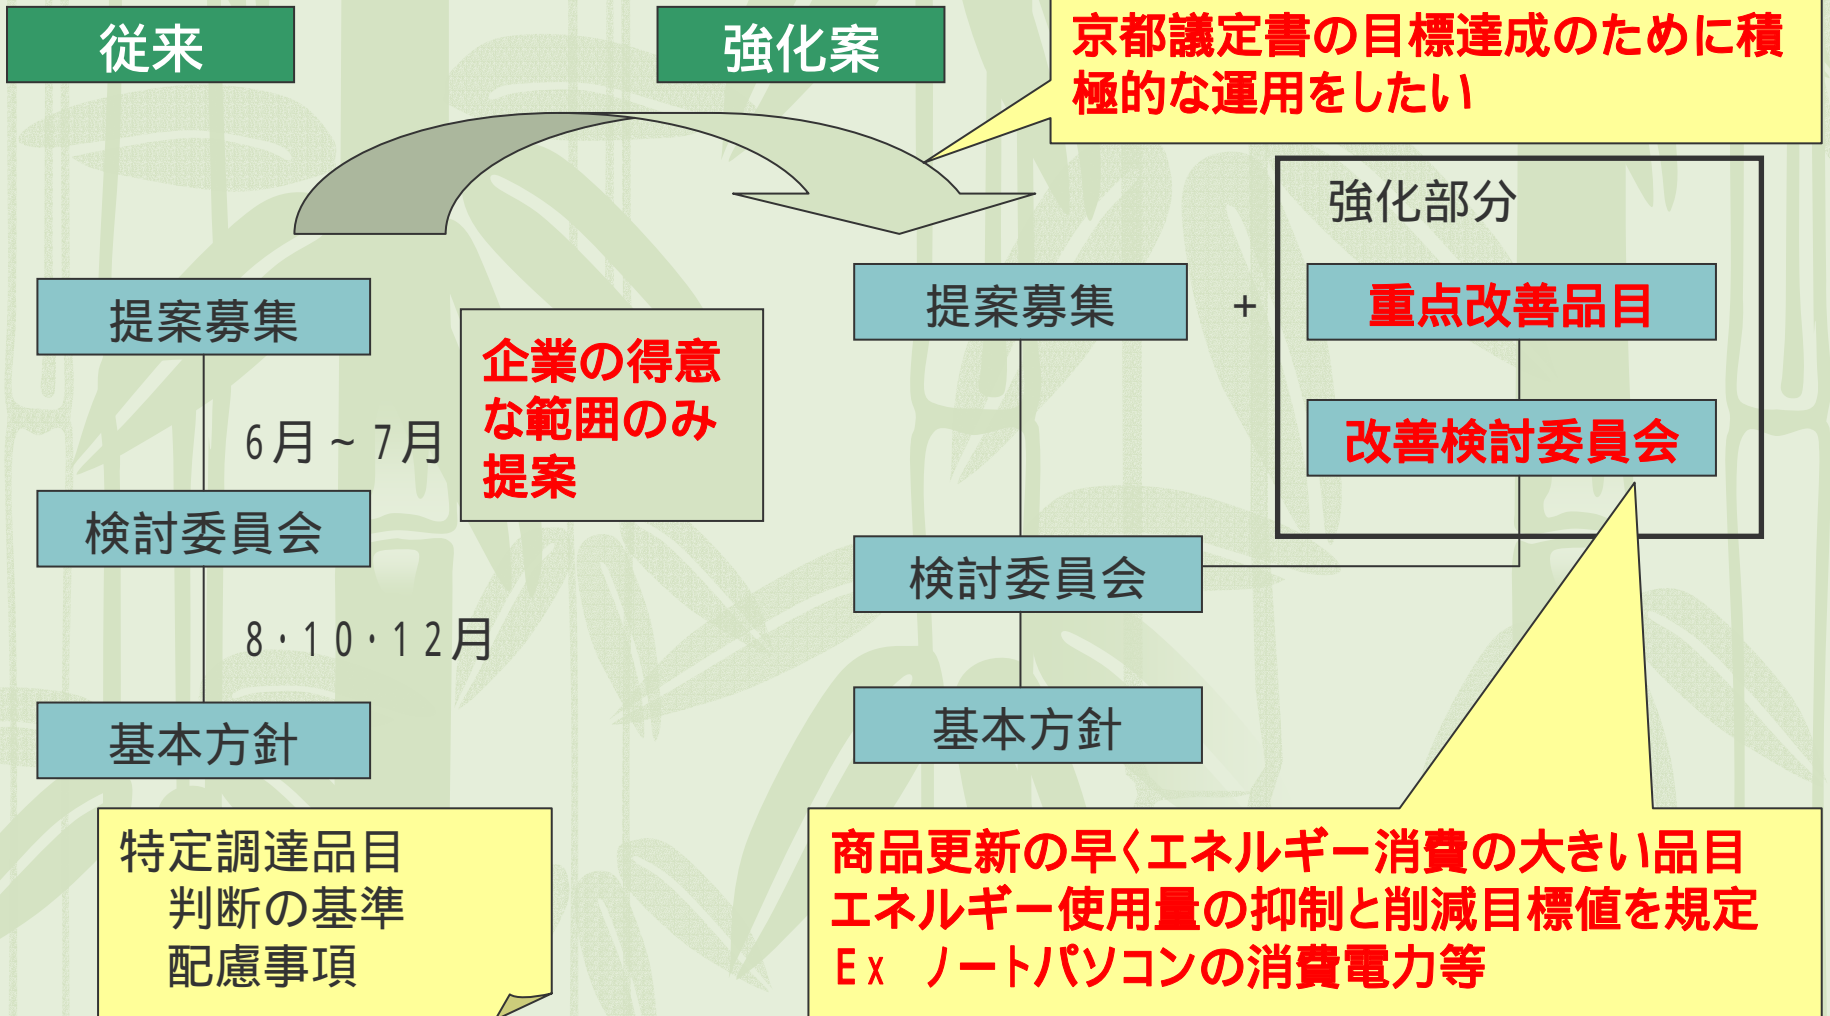 従来
強化案
京都議定書の目標達成のために積
極的な運用をしたい
強化部分
提案募集
企業の得意
な範囲のみ
提案
提案募集
+
重点改善品目
6月~7月
改善検討委員会
検討委員会
検討委員会
8・10・12月
基本方針
基本方針
特定調達品目
判断の基準
配慮事項
商品更新の早くエネルギー消費の大きい品目
エネルギー使用量の抑制と削減目標値を規定
Ex ノートパソコンの消費電力等